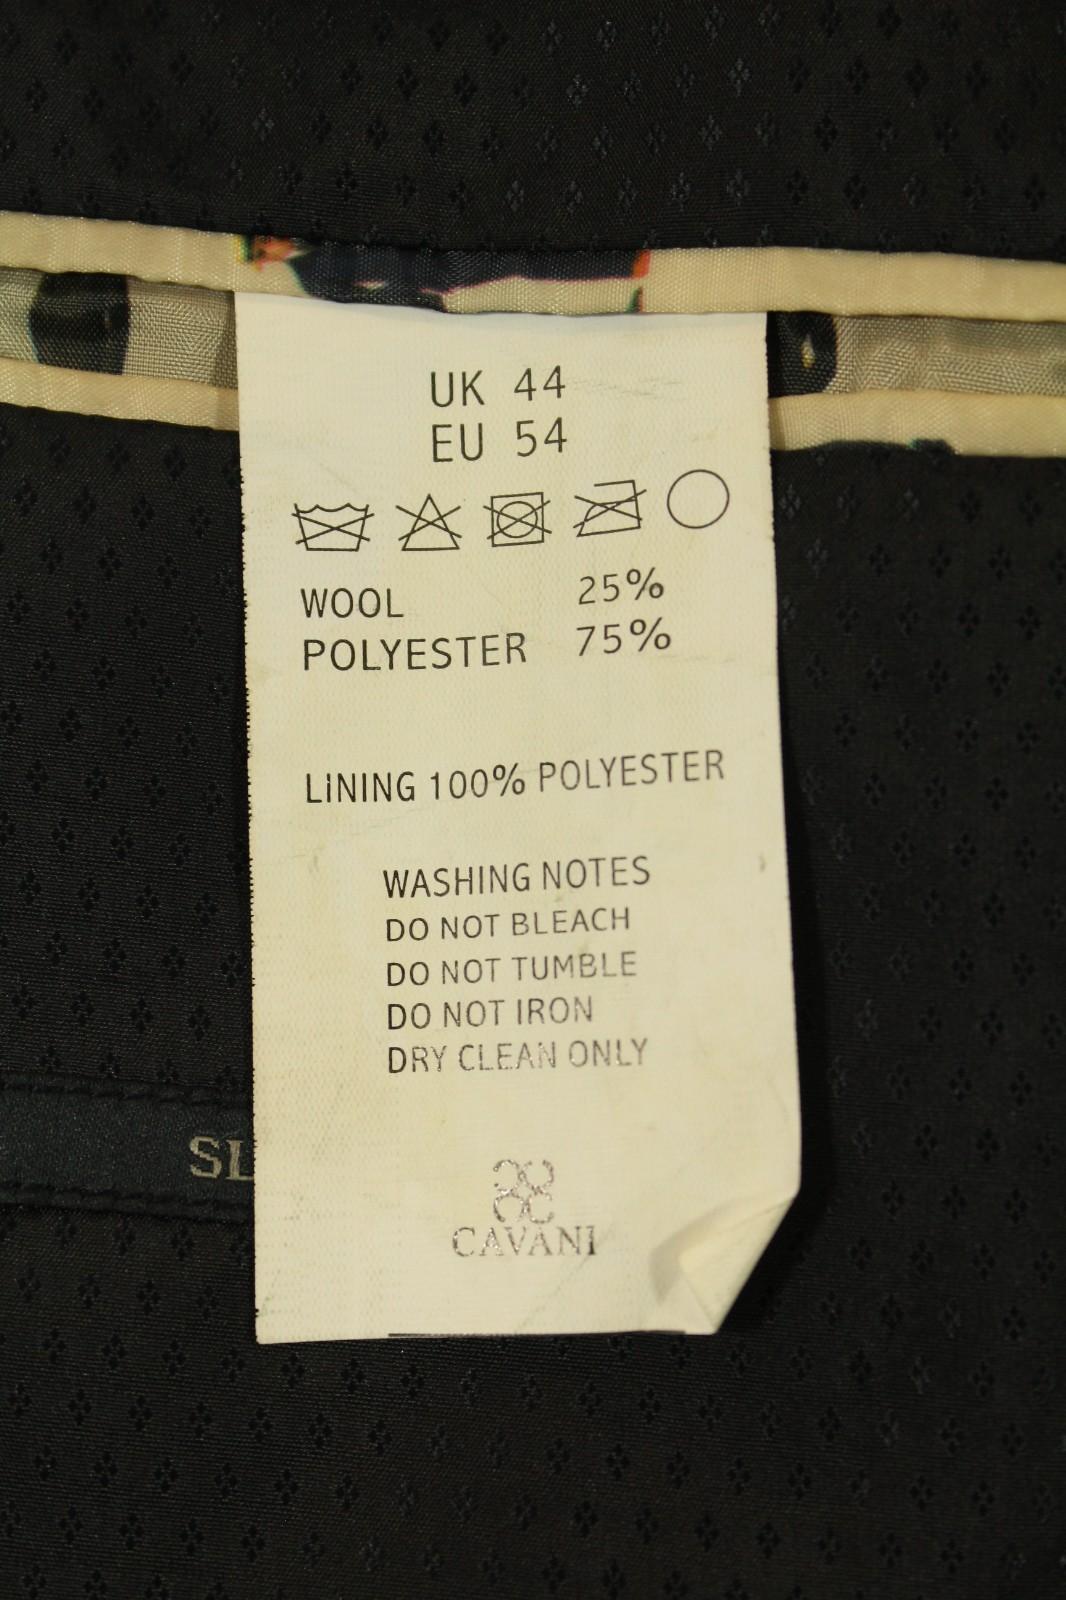 UK 44
EU 54
WOOL 25%
POLYESTER 75%
LiNING 100% POLYESTER
WASHING NOTES
DO NOT BLEACH
DO NOT TUMBLE
DO NOT IRON
DRY CLEAN ONLY
SL
CAVANI